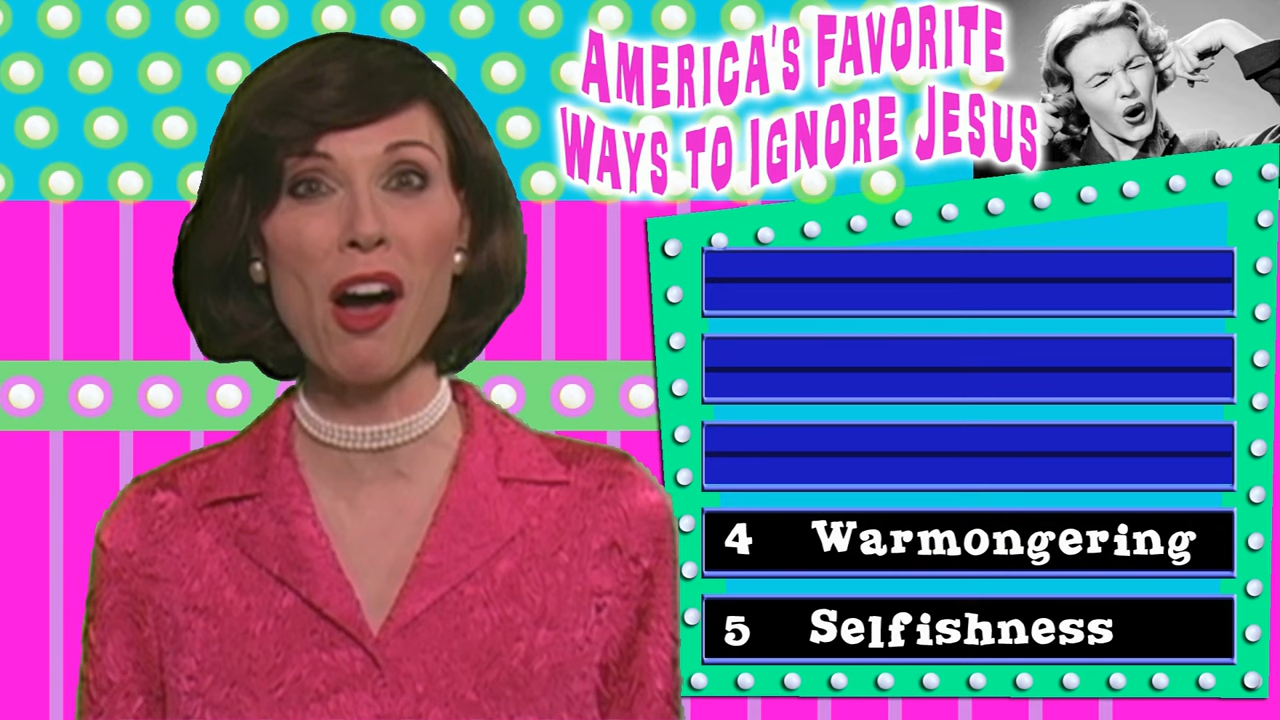 America's Favorite
Ways to Ignore Jesus
4 Warmongering
5 Selfishness